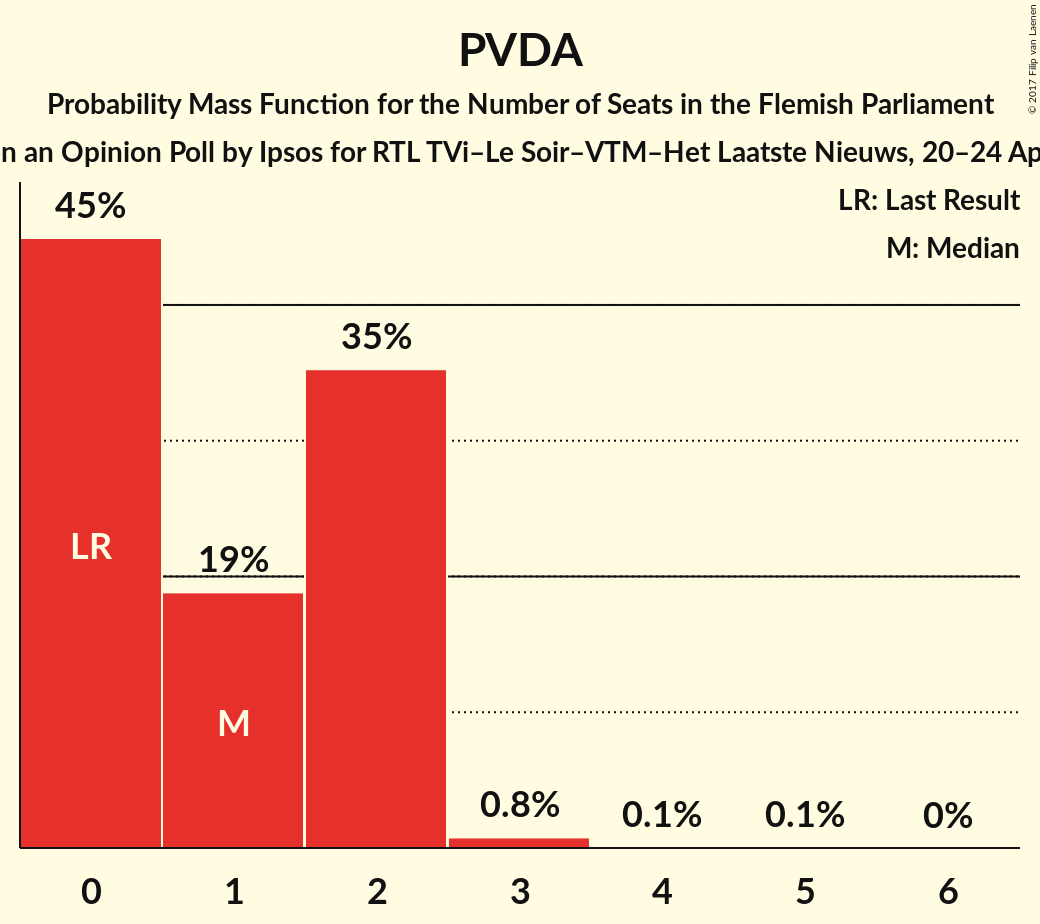 PVDA
Probability Mass Function for the Number of Seats in the Flemish Parliament
an Opinion Poll by Ipsos for RTL TVi–Le Soir–VTM–Het Laatste Nieuws, 20–24
© 2017 Filip van Laenen
LR: Last Result
M: Median
45%
35%
19%
0.8%
0.1%
0.1%
0%
LR
M
0 1 2 3 4 5 6